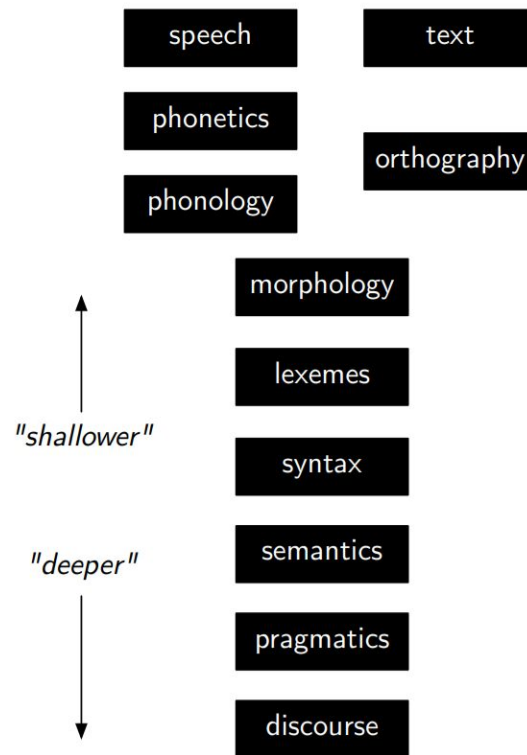 speech
text
phonetics
orthography
phonology
morphology
lexemes
"shallower"
syntax
semantics
"deeper"
pragmatics
discourse